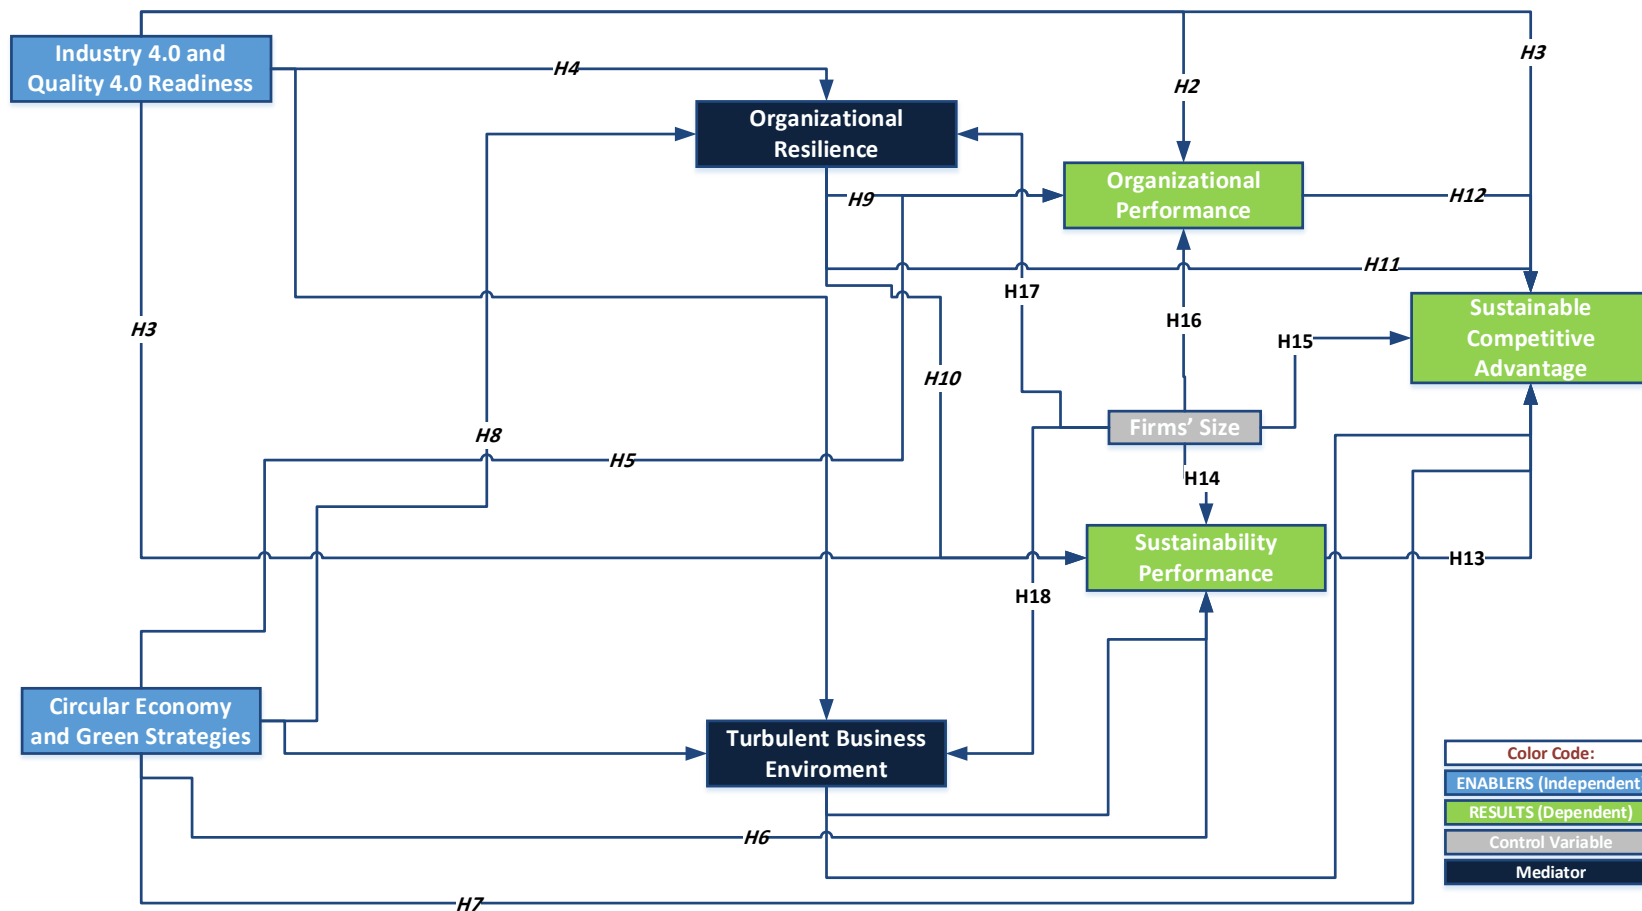 Industry 4.0 and
Quality 4.0 Readiness
H4
H2
H3
Organizational
Resilience
Organizational
Performance
H9
H12
H11
H17
H16
H15
H3
Sustainable
Competitive
Advantage
H10
Firms' Size
H8
H5
H14
Sustainability
Performance
H13
H18
Circular Economy
and Green Strategies
Turbulent Business
Enviroment
H6
H7
Color Code:
ENABLERS (Independent
RESULTS (Dependent)
Control Variable
Mediator